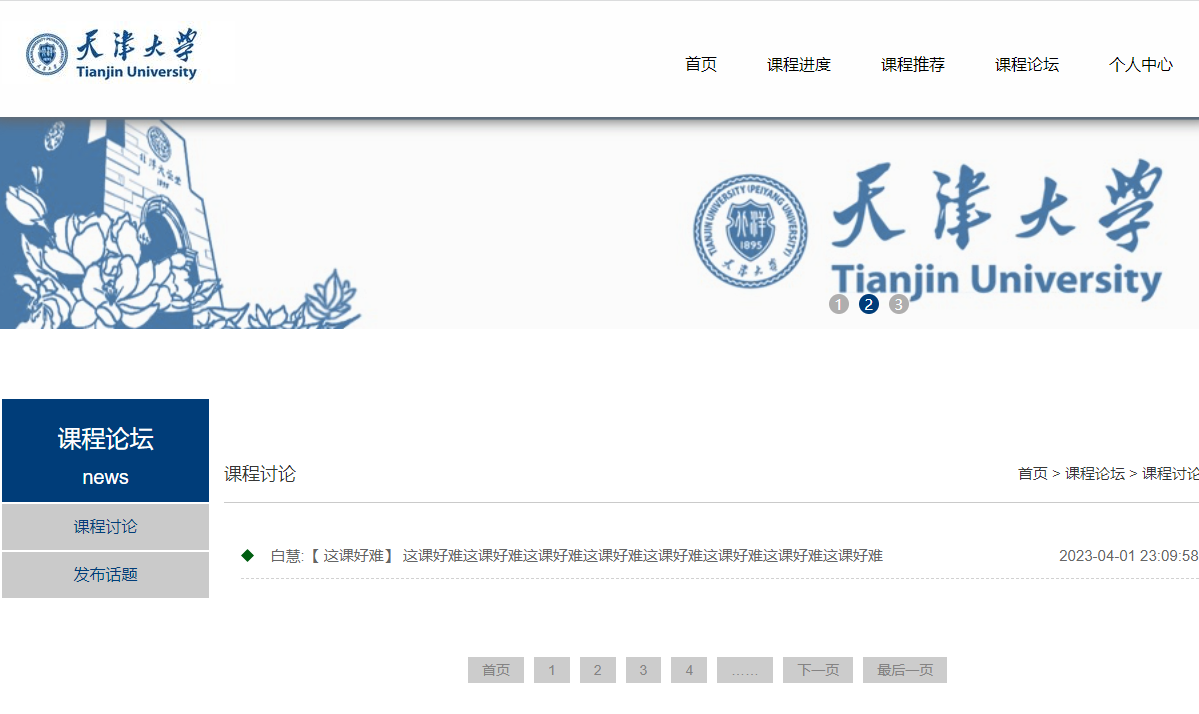 天津大学
Tianjin University
首页 课程进度 课程推荐 课程论坛 个人中心
天津大学
TIANJIN UNIVERSITY (PEIYANG UNIVERSITY)
北洋
1895
天津大学
Tianjin University
1 2 3
课程论坛
news
课程讨论
发布话题
课程讨论
首页 > 课程论坛 > 课程讨论
白慧:【 这课好难】 这课好难这课好难这课好难这课好难这课好难这课好难这课好难这课好难
2023-04-01 23:09:58
首页 1 2 3 4 …… 下一页 最后一页